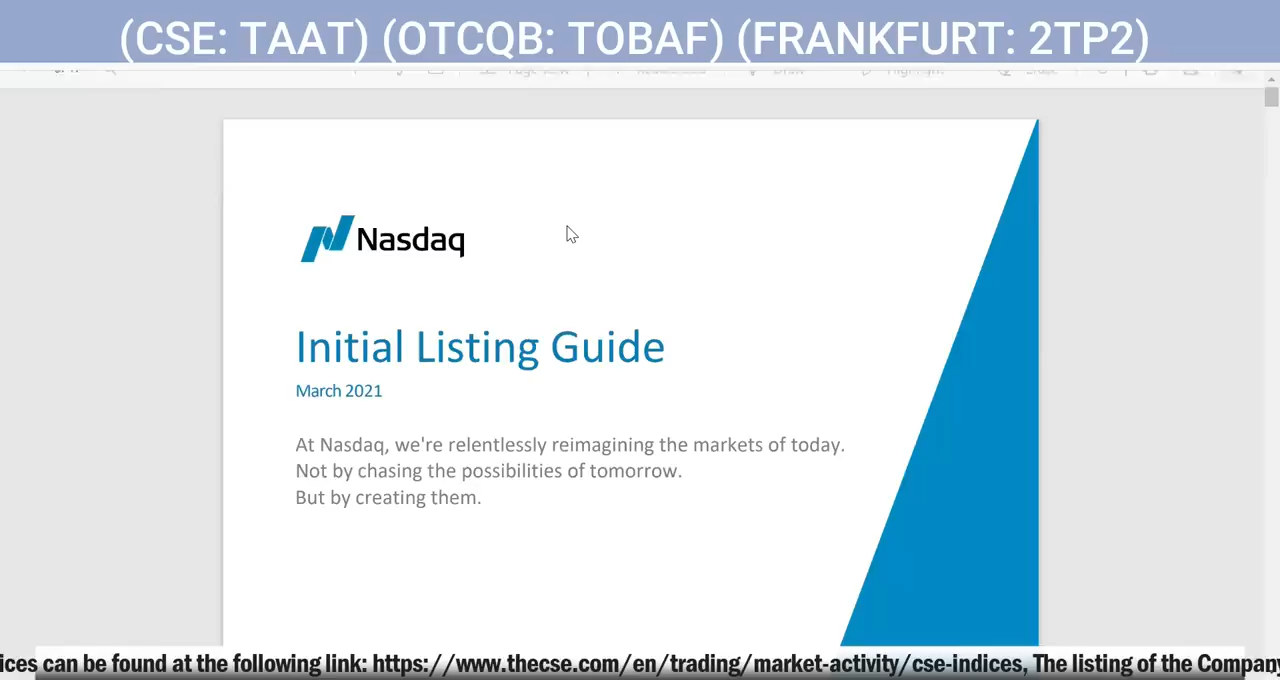 (CSE: TAAT) (OTCQB: TOBAF) (FRANKFURT: 2TP2)
Nasdaq
Initial Listing Guide
March 2021
At Nasdaq, we're relentlessly reimagining the markets of today.
Not by chasing the possibilities of tomorrow.
But by creating them.
can be found at the following link: https://www.thecse.com/en/trading/market-activity/cse-indices, The listing of the Company